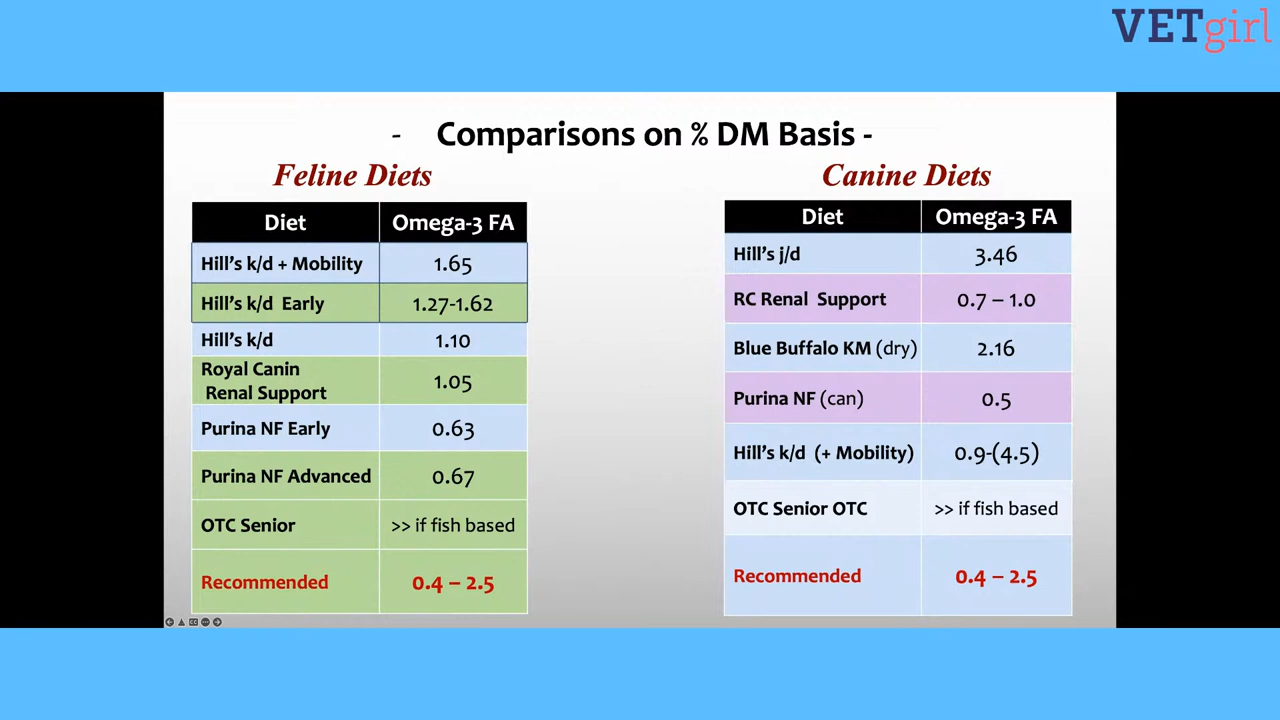 VETgirl
- Comparisons on % DM Basis -
Feline Diets
Diet Omega-3 FA
Hill's k/d + Mobility 1.65
Hill's k/d Early 1.27-1.62
Hill's k/d 1.10
Royal Canin
Renal Support 1.05
Purina NF Early 0.63
Purina NF Advanced 0.67
OTC Senior >> if fish based
Recommended 0.4 – 2.5
Canine Diets
Diet Omega-3 FA
Hill's j/d 3.46
RC Renal Support 0.7 – 1.0
Blue Buffalo KM (dry) 2.16
Purina NF (can) 0.5
Hill's k/d (+ Mobility) 0.9-(4.5)
OTC Senior OTC >> if fish based
Recommended 0.4 – 2.5